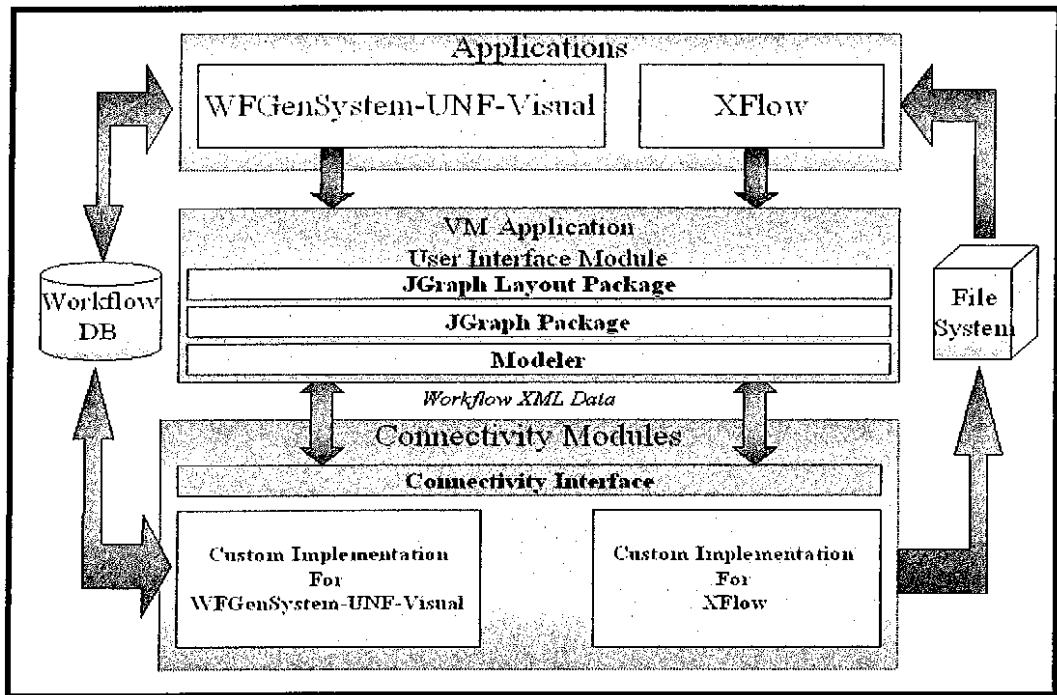 Applications
WFGenSystem-UNF-Visual
XFlow
VM Application
User Interface Module
JGraph Layout Package
JGraph Package
Modeler
Workflow
DB
File
System
Workflow XML Data
Connectivity Modules
Connectivity Interface
Custom Implementation
For
WFGenSystem-UNF-Visual
Custom Implementation
For
XFlow